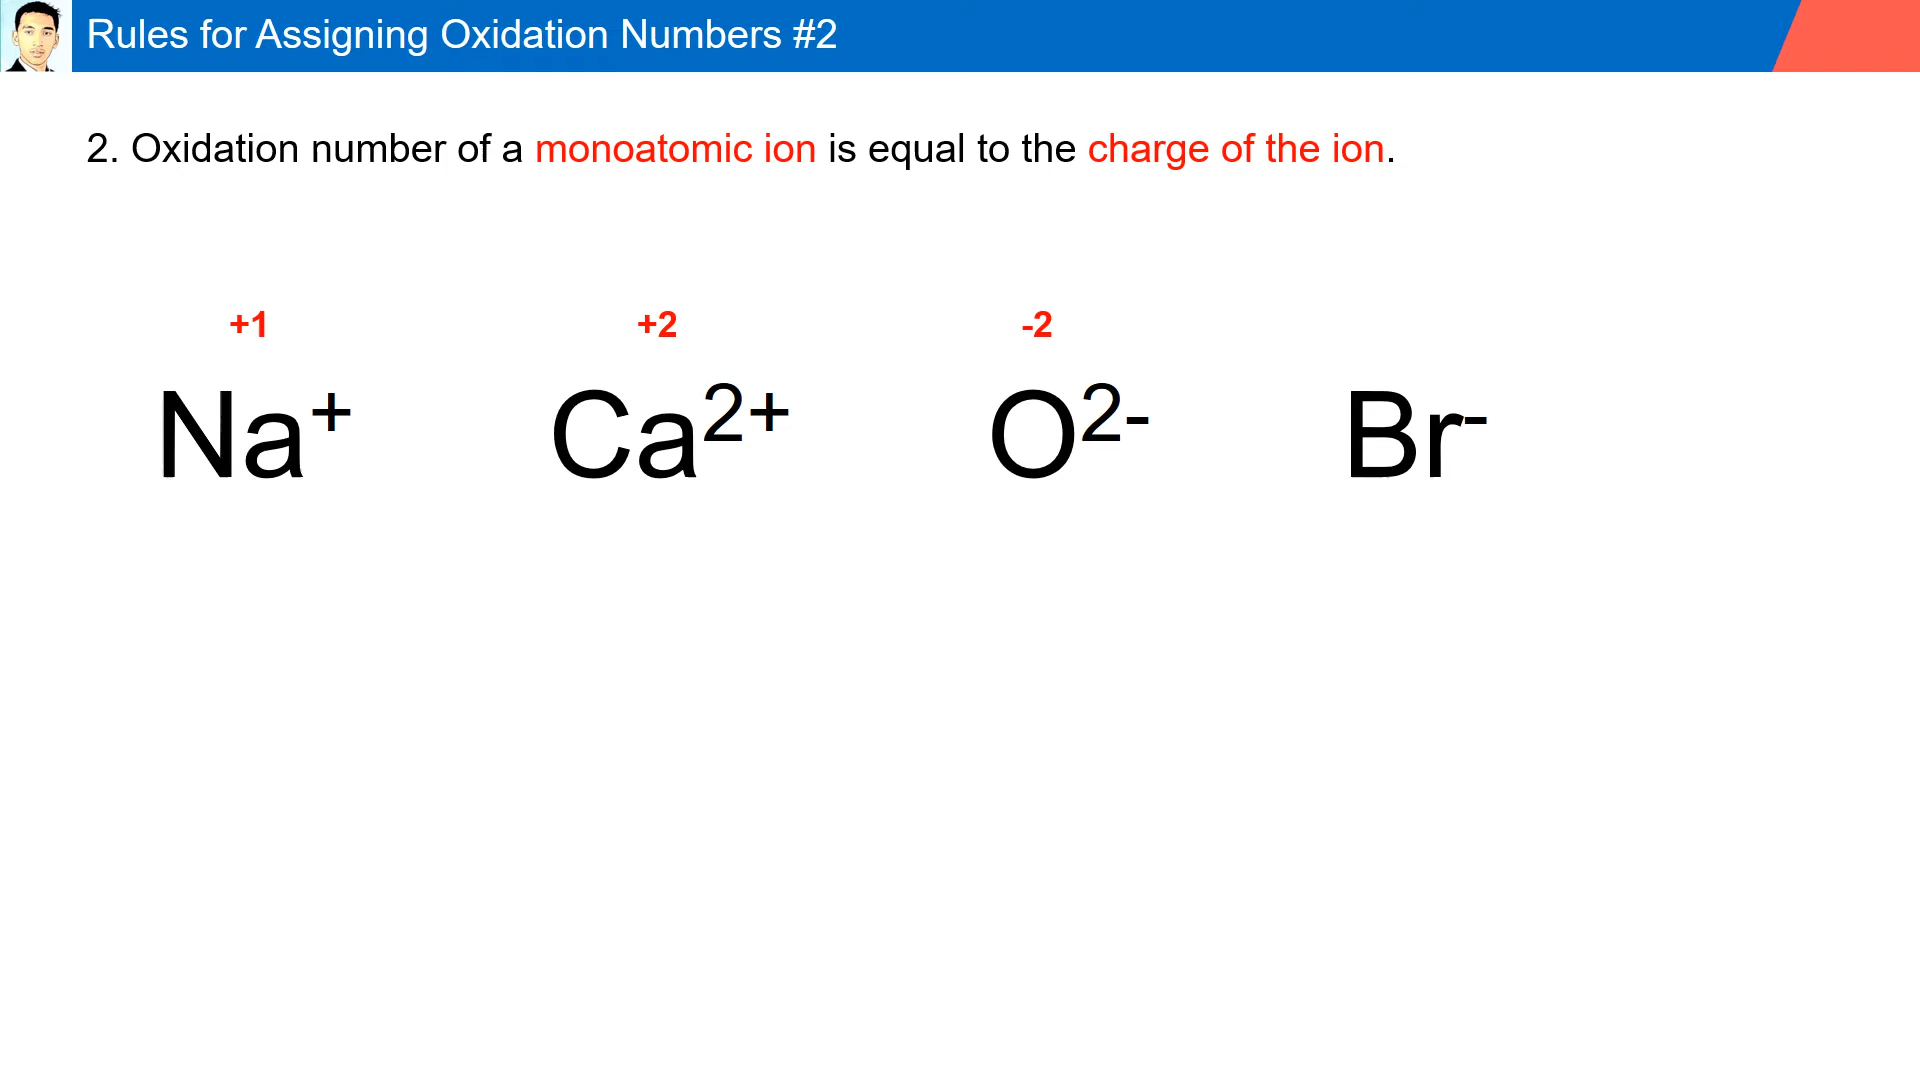 Rules for Assigning Oxidation Numbers #2
2. Oxidation number of a monoatomic ion is equal to the charge of the ion.
+1 +2 -2
Na⁺ Ca²⁺ O²⁻ Br⁻